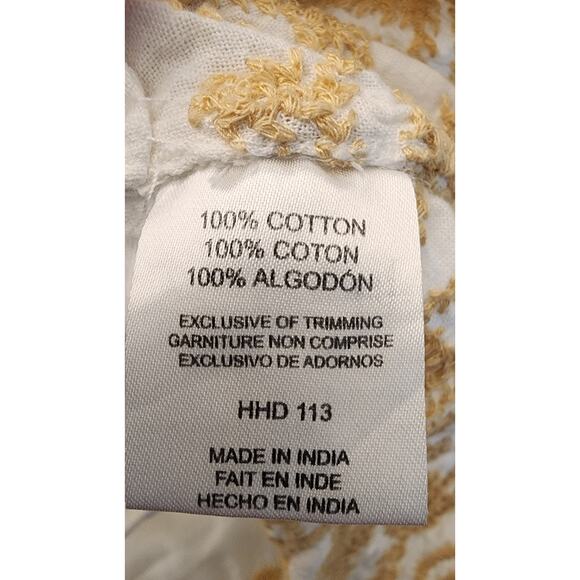 100% COTTON
100% COTON
100% ALGODÓN
EXCLUSIVE OF TRIMMING
GARNITURE NON COMPRISE
EXCLUSIVO DE ADORNOS
HHD 113
MADE IN INDIA
FAIT EN INDE
HECHO EN INDIA